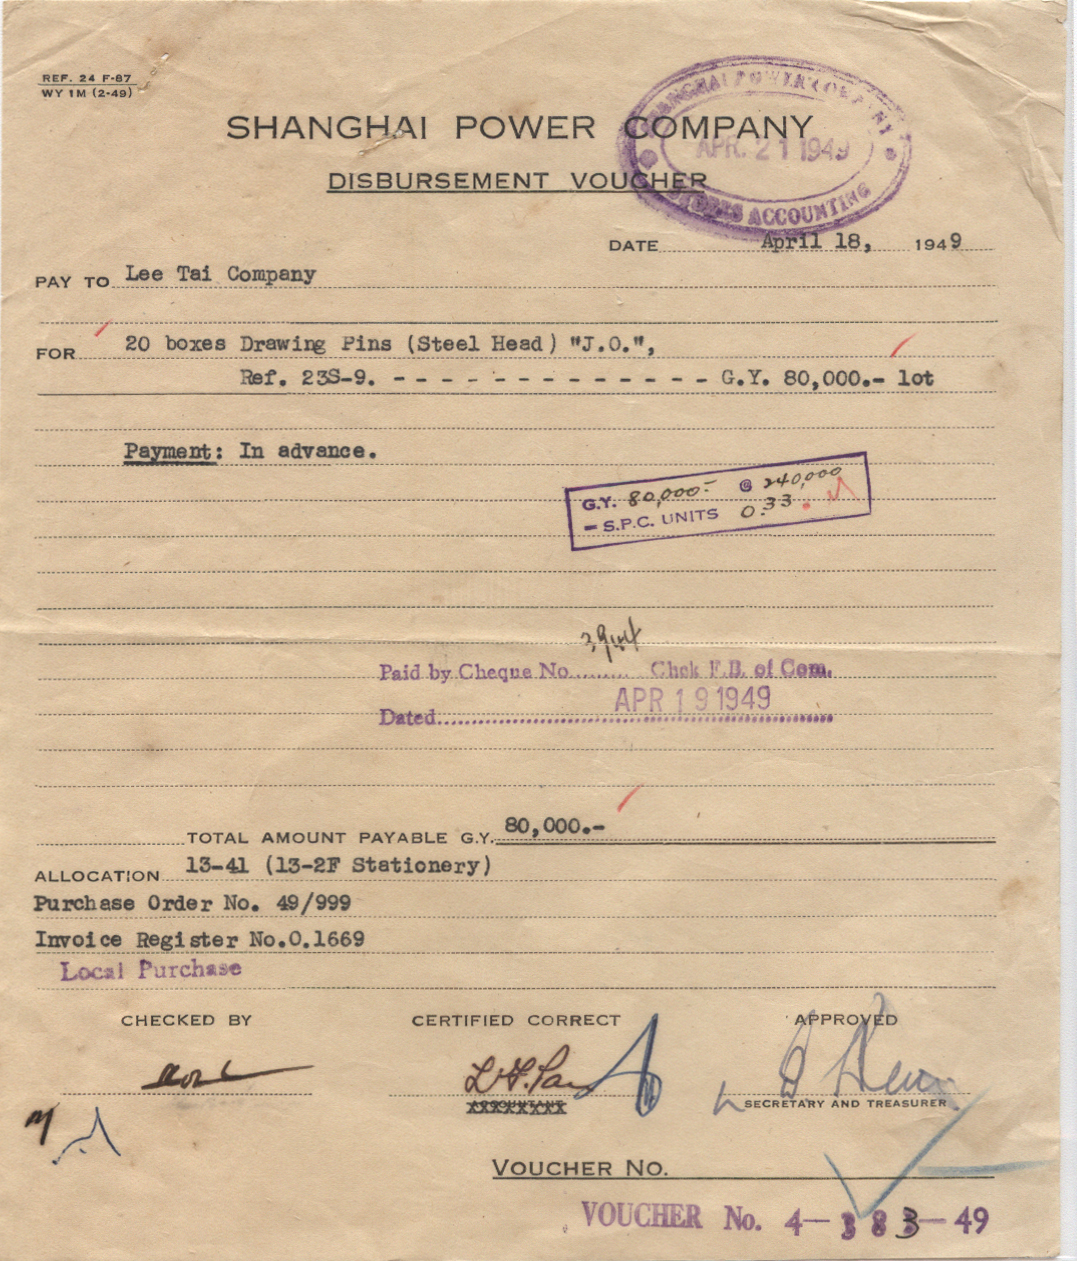 REF. 24 F-87
WY 1M (2-49)
SHANGHAI POWER COMPANY
SHANGHAI POWER COMPANY
APR. 21 1949
STORES ACCOUNTING
DISBURSEMENT VOUCHER
DATE April 18, 1949
PAY TO Lee Tai Company
FOR 20 boxes Drawing Pins (Steel Head) "J.O.",
Ref. 23S-9. - - - - - - - - - - - - - - G.Y. 80,000.- lot
Payment: In advance.
G.Y. 80,000.- @ 240,000
= S.P.C. UNITS 0.33
Paid by Cheque No. Chck F.B. of Com.
Dated APR 19 1949
TOTAL AMOUNT PAYABLE G.Y. 80,000.-
ALLOCATION 13-41 (13-2F Stationery)
Purchase Order No. 49/999
Invoice Register No.O.1669
Local Purchase
CHECKED BY CERTIFIED CORRECT APPROVED
SECRETARY AND TREASURER
VOUCHER NO.
VOUCHER No. 4-383-49